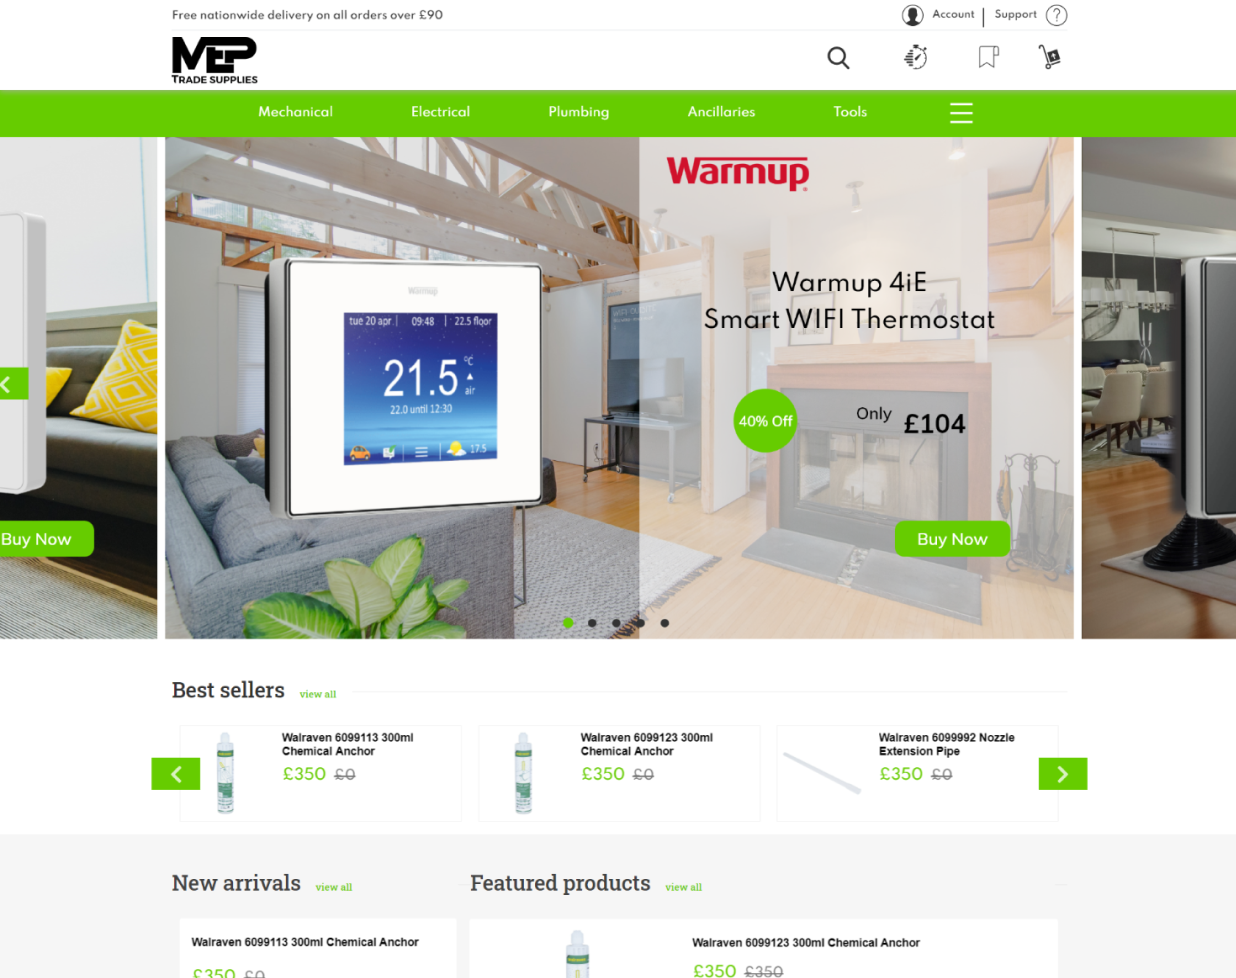 Free nationwide delivery on all orders over £90
Account | Support ?
MEP
TRADE SUPPLIES
Mechanical Electrical Plumbing Ancillaries Tools
Warmup
Warmup 4iE
Smart WIFI Thermostat
Warmup
tue 20 apr | 09:48 | 22.5 floor
21.5 °C
air
22.0 until 12:30
17.5
40% Off Only £104
Buy Now
Buy Now
Best sellers view all
Walraven 6099113 300ml
Chemical Anchor
£350 £0
Walraven 6099123 300ml
Chemical Anchor
£350 £0
Walraven 6099992 Nozzle
Extension Pipe
£350 £0
New arrivals view all
Walraven 6099113 300ml Chemical Anchor
£350 £0
Featured products view all
Walraven 6099123 300ml Chemical Anchor
£350 £350